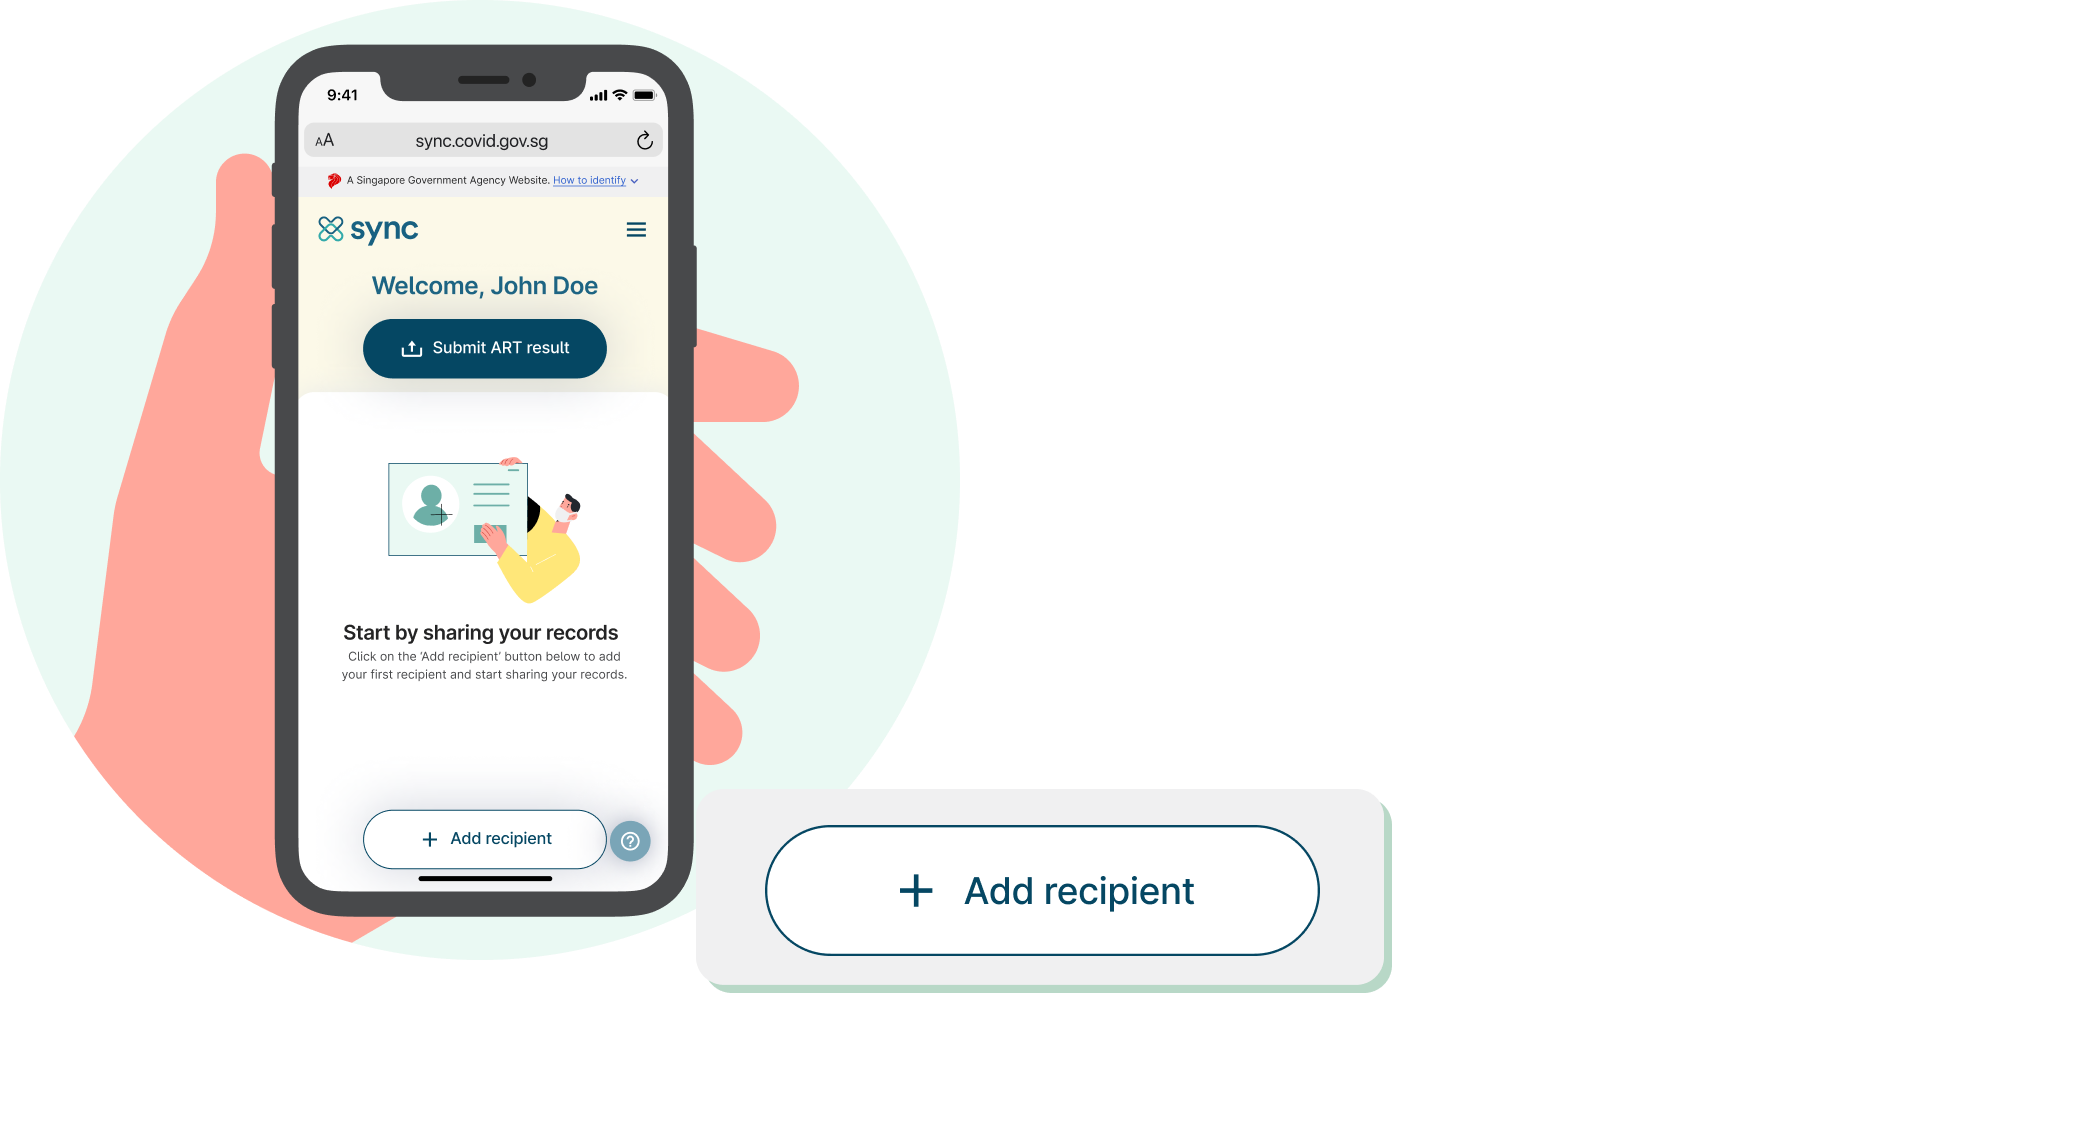 9:41
AA
sync.covid.gov.sg
A Singapore Government Agency Website. How to identify
sync
Welcome, John Doe
Submit ART result
Start by sharing your records
Click on the ‘Add recipient’ button below to add
your first recipient and start sharing your records.
+ Add recipient
?
+ Add recipient